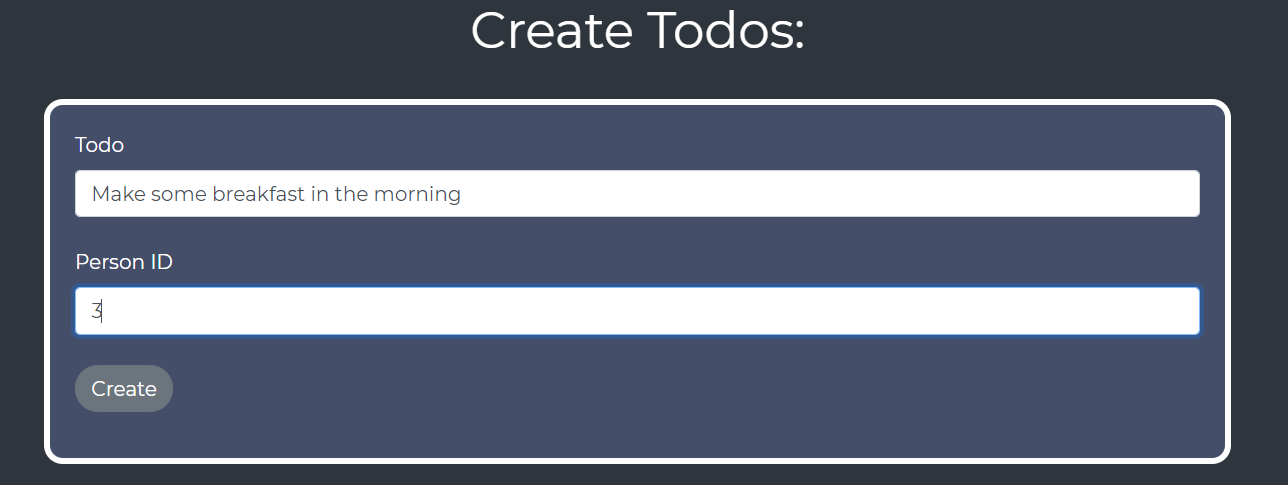 Create Todos:
Todo
Make some breakfast in the morning
Person ID
3
Create